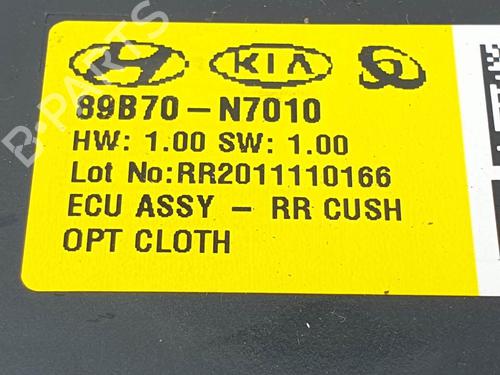 KIA
89B70-N7010
HW: 1.00 SW: 1.00
Lot No:RR2011110166
ECU ASSY - RR CUSH
OPT CLOTH
B-PARTS